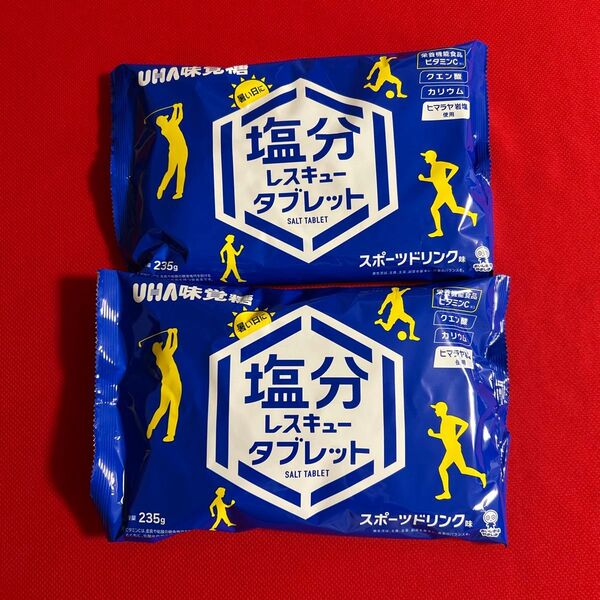 UHA味覚糖
暑い日に
栄養機能食品
ビタミンC
クエン酸
カリウム
ヒマラヤ岩塩
使用
塩分
レスキュー
タブレット
SALT TABLET
235g
スポーツドリンク味
UHA味覚糖
暑い日に
栄養機能食品
ビタミンC
クエン酸
カリウム
ヒマラヤ
塩分
レスキュー
タブレット
SALT TABLET
235g
スポーツドリンク味